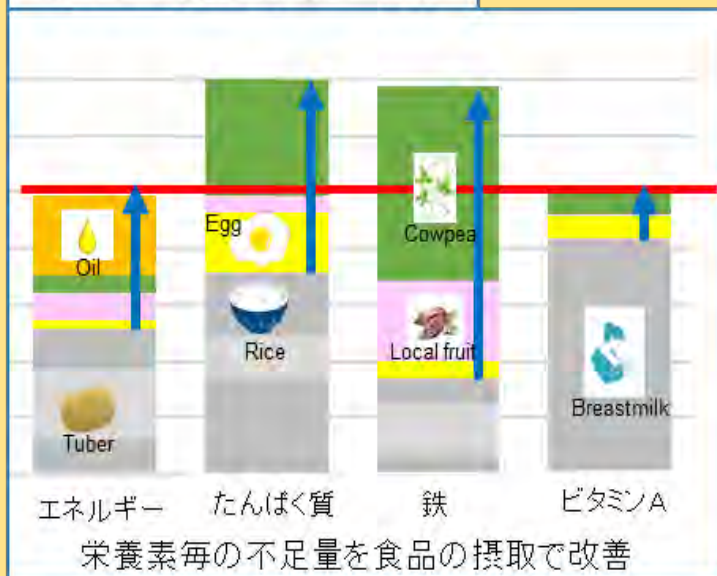 Oil
Tuber
Egg
Rice
Cowpea
Local fruit
Breastmilk
エネルギー たんぱく質 鉄 ビタミンA
栄養素毎の不足量を食品の摂取で改善